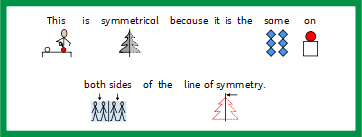 This is symmetrical because it is the same on
both sides of the line of symmetry.